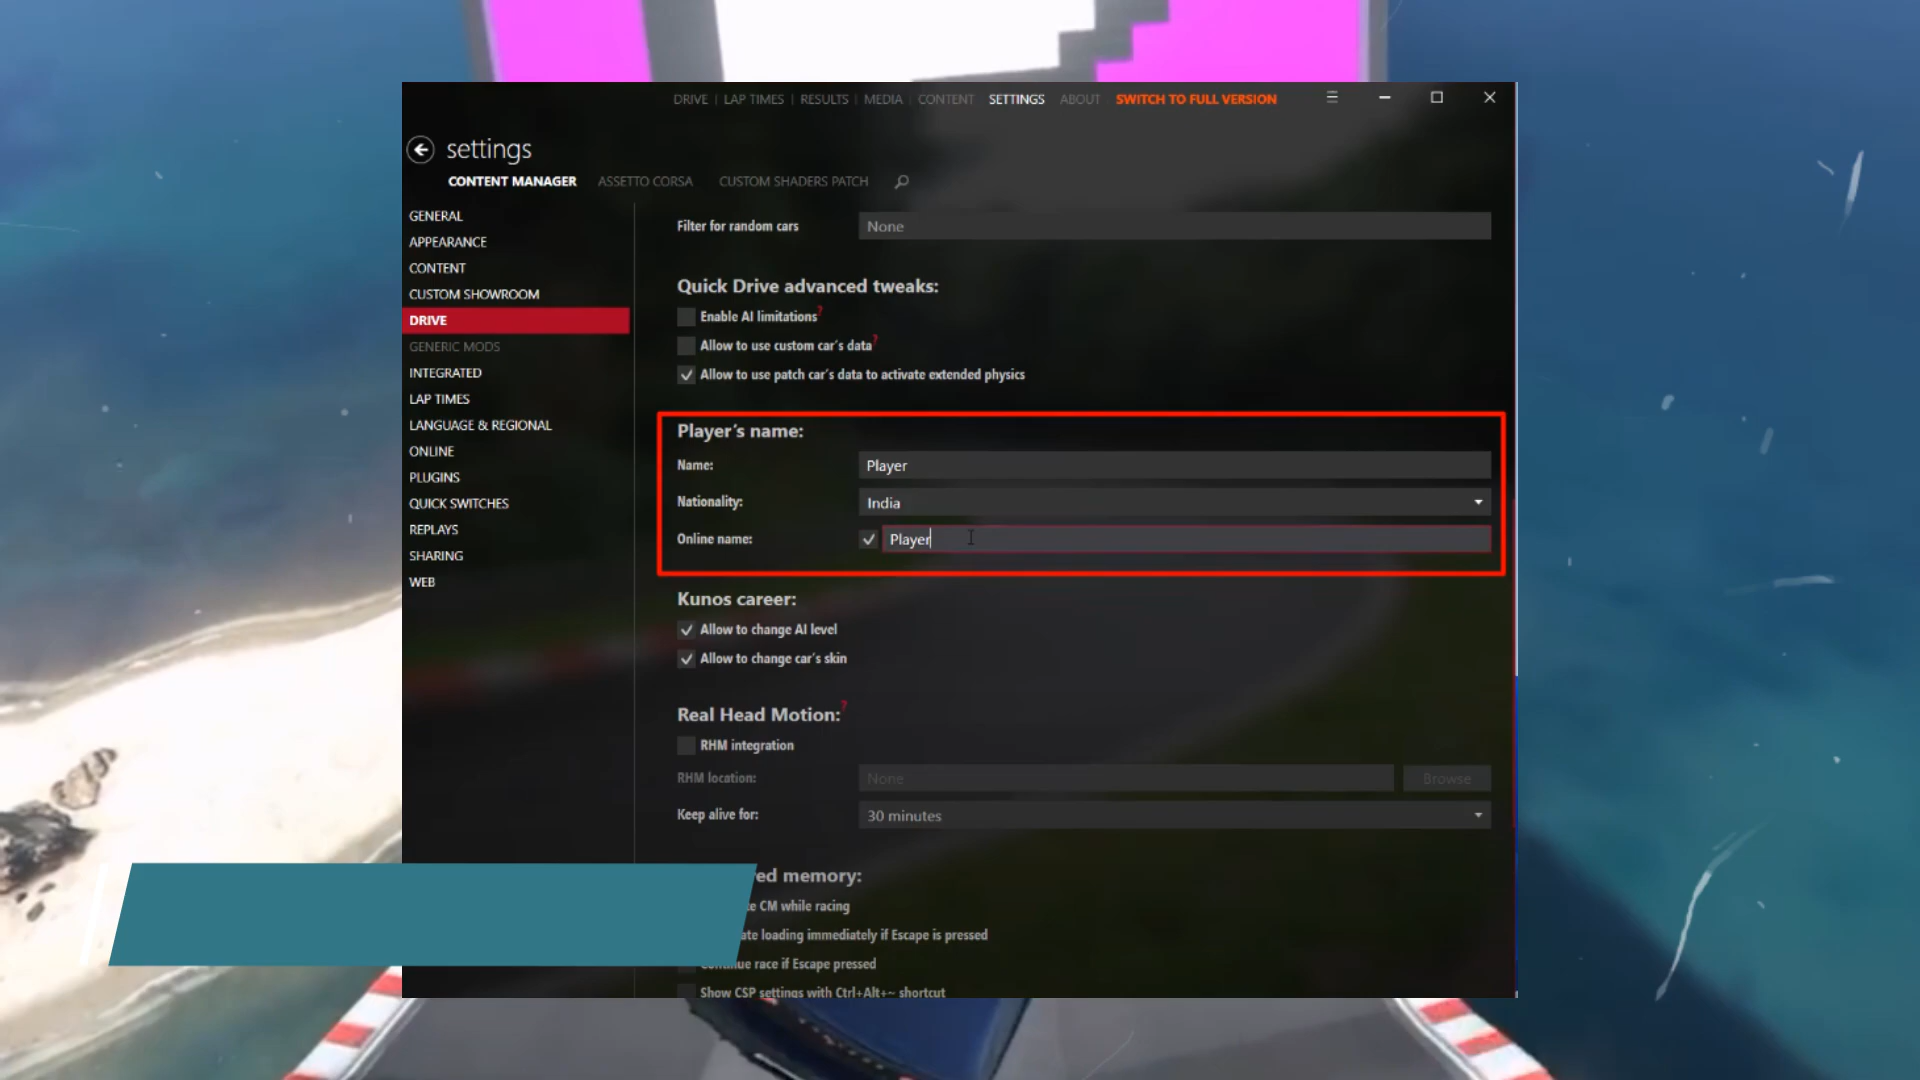 DRIVE | LAP TIMES | RESULTS | MEDIA | CONTENT SETTINGS ABOUT SWITCH TO FULL VERSION
settings
CONTENT MANAGER ASSETTO CORSA CUSTOM SHADERS PATCH
GENERAL
APPEARANCE
CONTENT
CUSTOM SHOWROOM
DRIVE
GENERIC MODS
INTEGRATED
LAP TIMES
LANGUAGE & REGIONAL
ONLINE
PLUGINS
QUICK SWITCHES
REPLAYS
SHARING
WEB
Filter for random cars None
Quick Drive advanced tweaks:
Enable AI limitations?
Allow to use custom car's data?
Allow to use patch car's data to activate extended physics
Player's name:
Name: Player
Nationality: India
Online name: Player
Kunos career:
Allow to change AI level
Allow to change car's skin
Real Head Motion:?
RHM integration
RHM location: None Browse
Keep alive for: 30 minutes
memory:
CM while racing
loading immediately if Escape is pressed
race if Escape pressed
Show CSP settings with Ctrl+Alt+~ shortcut